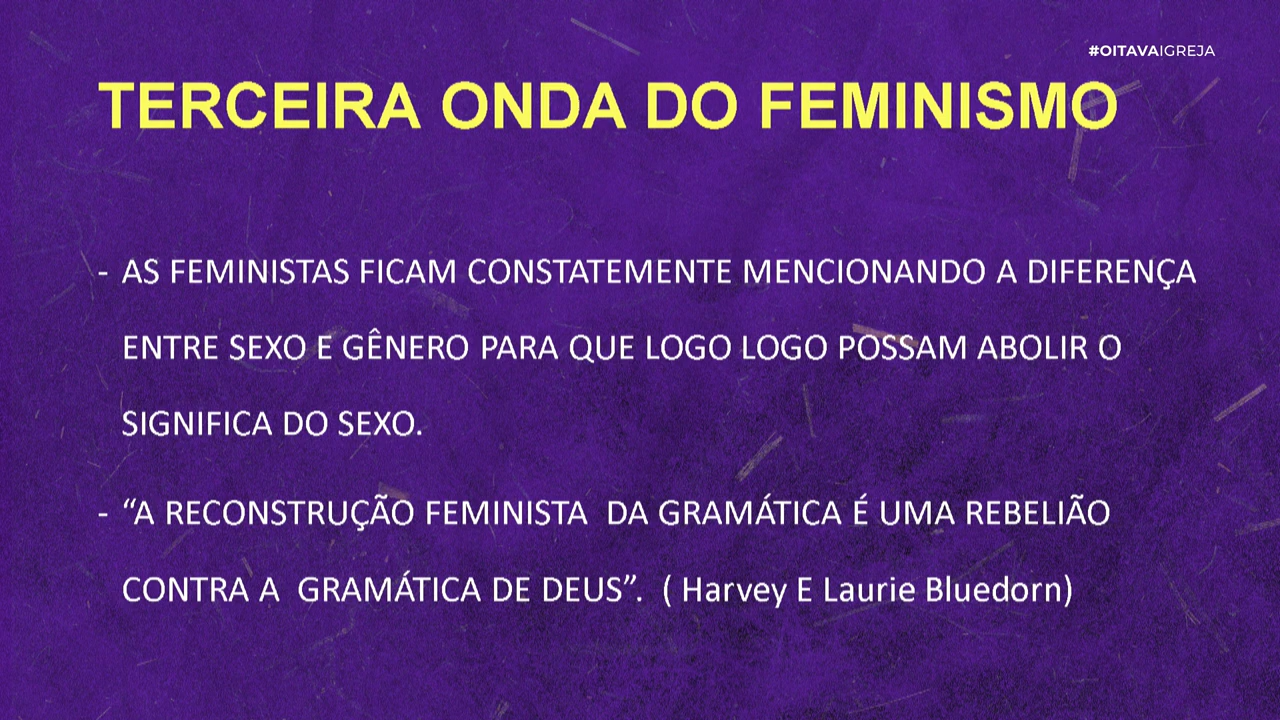 #OITAVAIGREJA
TERCEIRA ONDA DO FEMINISMO
- AS FEMINISTAS FICAM CONSTATEMENTE MENCIONANDO A DIFERENÇA
ENTRE SEXO E GÊNERO PARA QUE LOGO LOGO POSSAM ABOLIR O
SIGNIFICA DO SEXO.
- “A RECONSTRUÇÃO FEMINISTA  DA GRAMÁTICA É UMA REBELIÃO
CONTRA A  GRAMÁTICA DE DEUS”.  ( Harvey E Laurie Bluedorn)